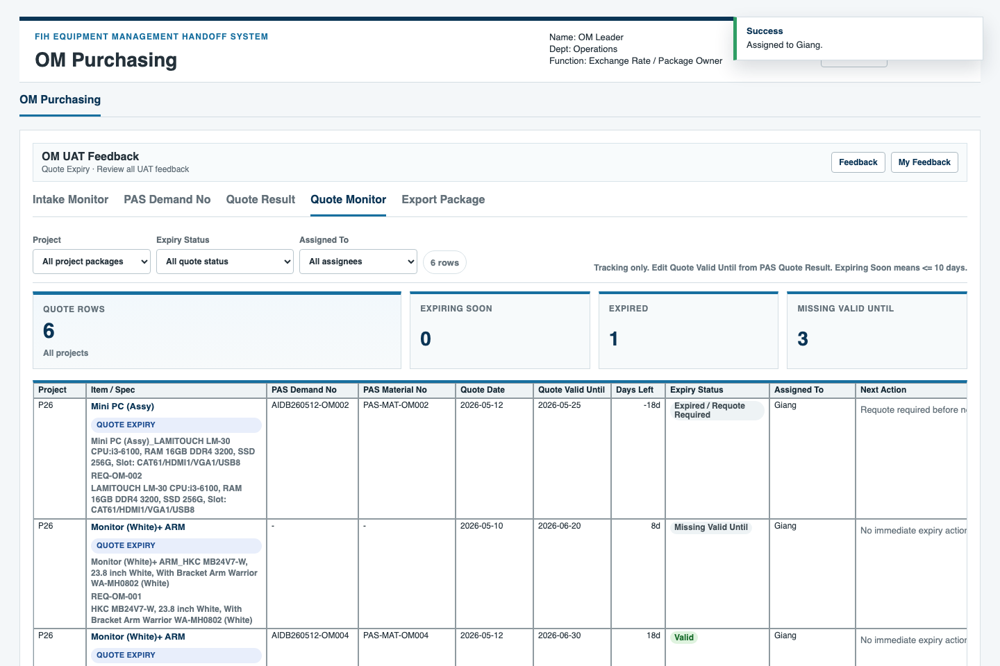 FIH EQUIPMENT MANAGEMENT HANDOFF SYSTEM
OM Purchasing
Name: OM Leader
Dept: Operations
Function: Exchange Rate / Package Owner
Success
Assigned to Giang.
OM Purchasing
OM UAT Feedback
Quote Expiry · Review all UAT feedback
Feedback
My Feedback
Intake Monitor
PAS Demand No
Quote Result
Quote Monitor
Export Package
Project
Expiry Status
Assigned To
All project packages
All quote status
All assignees
6 rows
Tracking only. Edit Quote Valid Until from PAS Quote Result. Expiring Soon means <= 10 days.
QUOTE ROWS
6
All projects
EXPIRING SOON
0
EXPIRED
1
MISSING VALID UNTIL
3
Project
Item / Spec
PAS Demand No
PAS Material No
Quote Date
Quote Valid Until
Days Left
Expiry Status
Assigned To
Next Action
P26
Mini PC (Assy)
QUOTE EXPIRY
Mini PC (Assy)_LAMITOUCH LM-30
CPU:i3-6100, RAM 16GB DDR4 3200, SSD
256G, Slot: CAT61/HDMI1/VGA1/USB8
REQ-OM-002
LAMITOUCH LM-30 CPU:i3-6100, RAM
16GB DDR4 3200, SSD 256G, Slot:
CAT61/HDMI1/VGA1/USB8
AIDB260512-OM002
PAS-MAT-OM002
2026-05-12
2026-05-25
-18d
Expired / Requote
Required
Giang
Requote required before
P26
Monitor (White)+ ARM
QUOTE EXPIRY
Monitor (White)+ ARM_HKC MB24V7-W,
23.8 inch White, With Bracket Arm Warrior
WA-MH0802 (White)
REQ-OM-001
HKC MB24V7-W, 23.8 inch White, With
Bracket Arm Warrior WA-MH0802 (White)
-
-
2026-05-10
2026-06-20
8d
Missing Valid Until
Giang
No immediate expiry action
P26
Monitor (White)+ ARM
QUOTE EXPIRY
AIDB260512-OM004
PAS-MAT-OM004
2026-05-12
2026-06-30
18d
Valid
Giang
No immediate expiry action